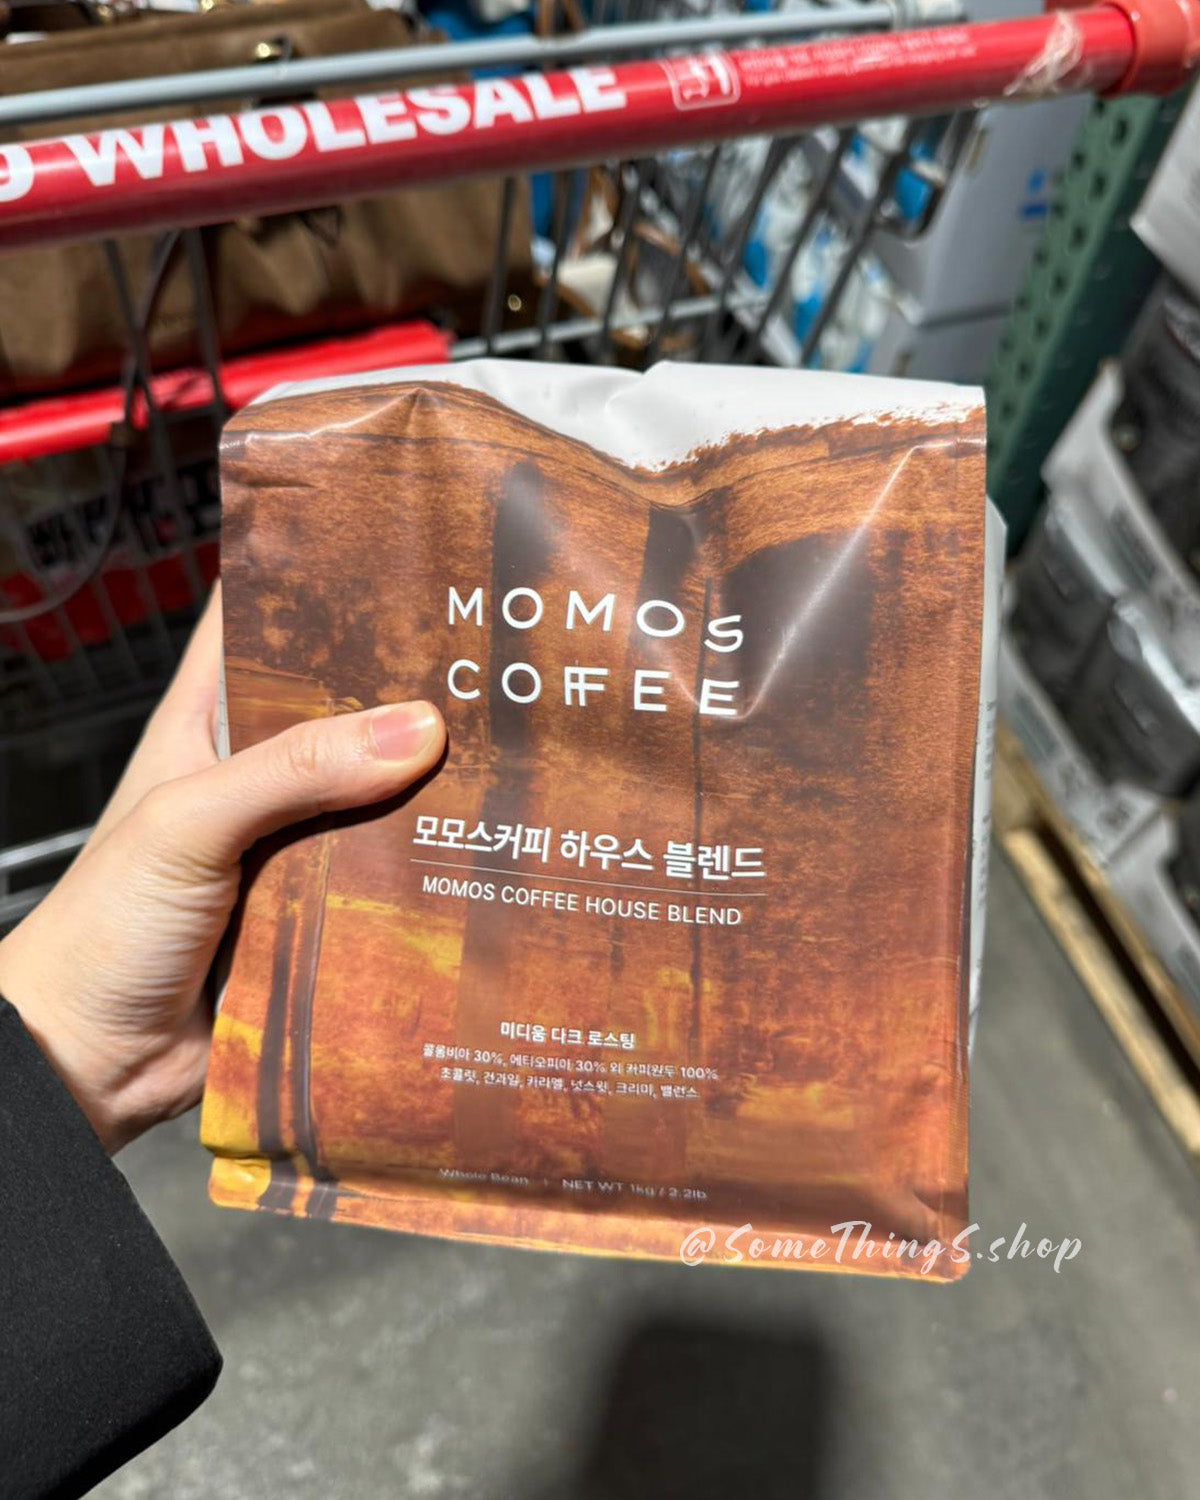 WHOLESALE
MOMOS
COFFEE
모모스커피 하우스 블렌드
MOMOS COFFEE HOUSE BLEND
미디움 다크 로스팅
콜롬비아 30%, 에티오피아 30% 외 커피원두 100%
초콜릿, 건과일, 카라멜, 넛스윗, 크리미, 밸런스
Whole Bean | NET WT 1kg / 2.2lb
@SomeThingS.shop